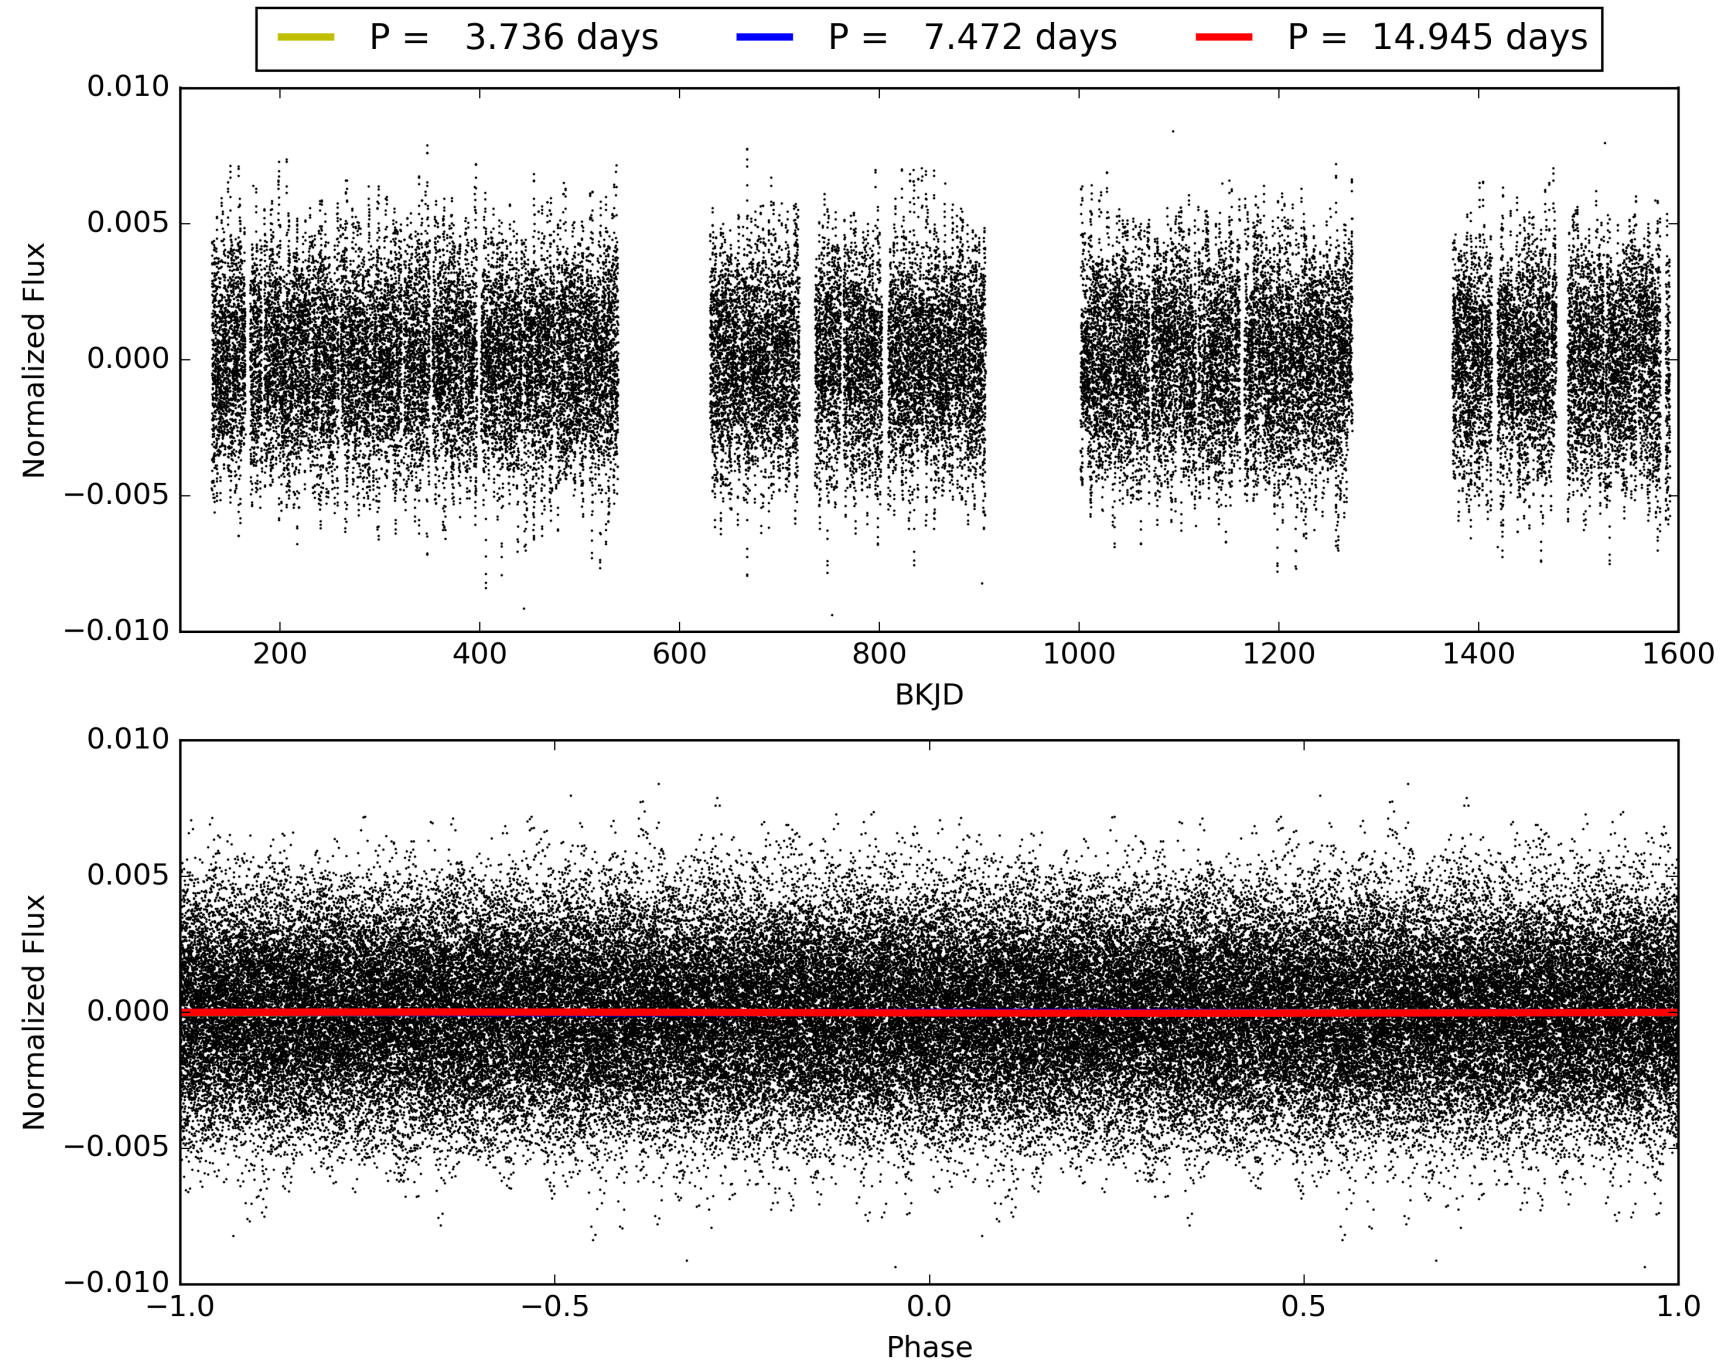 P = 3.736 days P = 7.472 days P = 14.945 days
0.010
0.005
0.000
−0.005
−0.010
Normalized Flux
200 400 600 800 1000 1200 1400 1600
BKJD
0.010
0.005
0.000
−0.005
−0.010
Normalized Flux
−1.0 −0.5 0.0 0.5 1.0
Phase